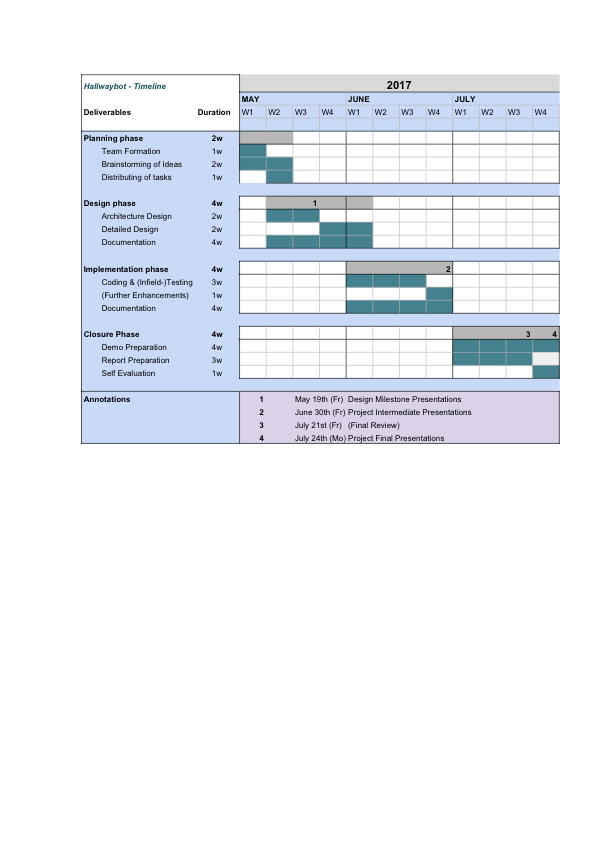 Hallwaybot - Timeline 2017
MAY JUNE JULY
Deliverables Duration W1 W2 W3 W4 W1 W2 W3 W4 W1 W2 W3 W4
Planning phase 2w
Team Formation 1w
Brainstorming of Ideas 2w
Distributing of tasks 1w
Design phase 4w 1
Architecture Design 2w
Detailed Design 2w
Documentation 4w
Implementation phase 4w 2
Coding & (Infield-)Testing 3w
(Further Enhancements) 1w
Documentation 4w
Closure Phase 4w 3 4
Demo Preparation 4w
Report Preparation 3w
Self Evaluation 1w
Annotations 1 May 19th (Fr) Design Milestone Presentations
2 June 30th (Fr) Project Intermediate Presentations
3 July 21st (Fr) (Final Review)
4 July 24th (Mo) Project Final Presentations